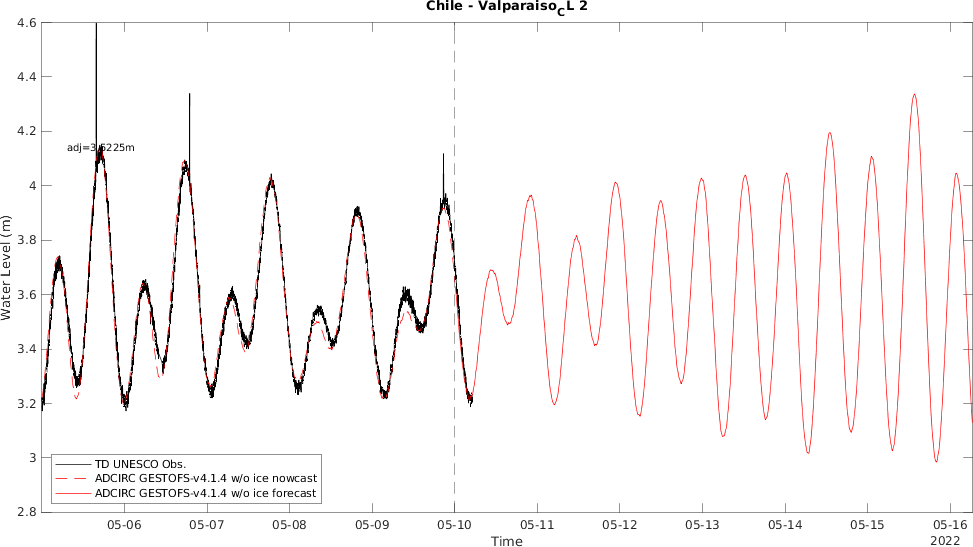 Chile - Valparaiso_CL 2
4.6
4.4
4.2
4
3.8
3.6
3.4
3.2
3
2.8
Water Level (m)
adj=3.5225m
TD UNESCO Obs.
ADCIRC GESTOFS-v4.1.4 w/o ice nowcast
ADCIRC GESTOFS-v4.1.4 w/o ice forecast
05-06 05-07 05-08 05-09 05-10 05-11 05-12 05-13 05-14 05-15 05-16
Time 2022